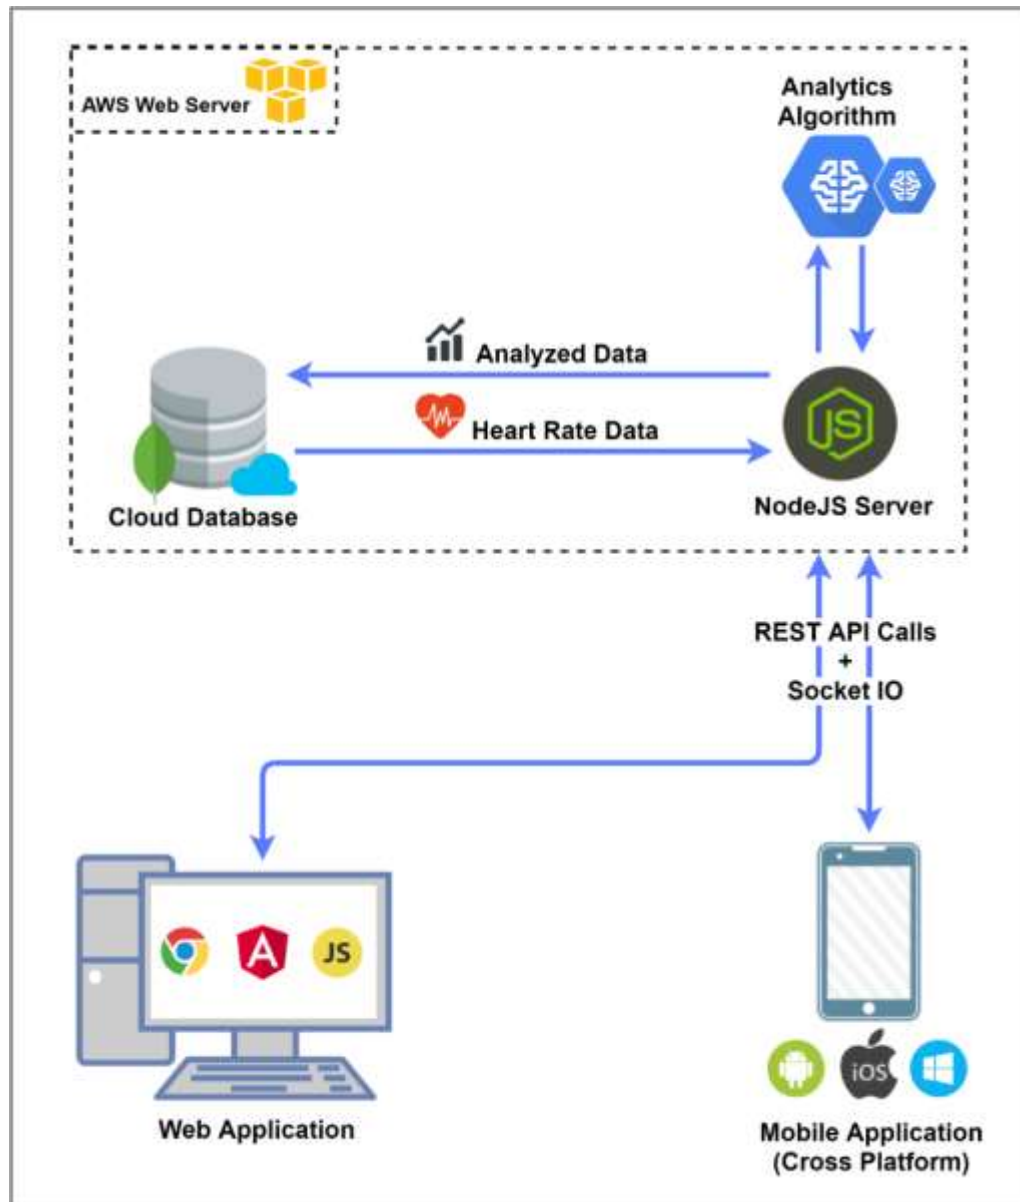 AWS Web Server
Analytics
Algorithm
Analyzed Data
Heart Rate Data
JS
Cloud Database
NodeJS Server
REST API Calls
+
Socket IO
A
JS
iOS
Web Application
Mobile Application
(Cross Platform)